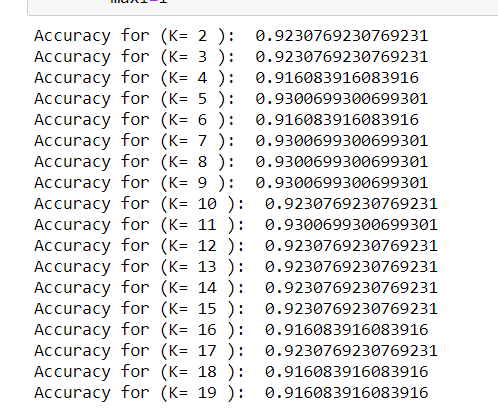 maxi=i
Accuracy for (K= 2 ):  0.9230769230769231
Accuracy for (K= 3 ):  0.9230769230769231
Accuracy for (K= 4 ):  0.916083916083916
Accuracy for (K= 5 ):  0.9300699300699301
Accuracy for (K= 6 ):  0.916083916083916
Accuracy for (K= 7 ):  0.9300699300699301
Accuracy for (K= 8 ):  0.9300699300699301
Accuracy for (K= 9 ):  0.9300699300699301
Accuracy for (K= 10 ):  0.9230769230769231
Accuracy for (K= 11 ):  0.9300699300699301
Accuracy for (K= 12 ):  0.9230769230769231
Accuracy for (K= 13 ):  0.9230769230769231
Accuracy for (K= 14 ):  0.9230769230769231
Accuracy for (K= 15 ):  0.9230769230769231
Accuracy for (K= 16 ):  0.916083916083916
Accuracy for (K= 17 ):  0.9230769230769231
Accuracy for (K= 18 ):  0.916083916083916
Accuracy for (K= 19 ):  0.916083916083916